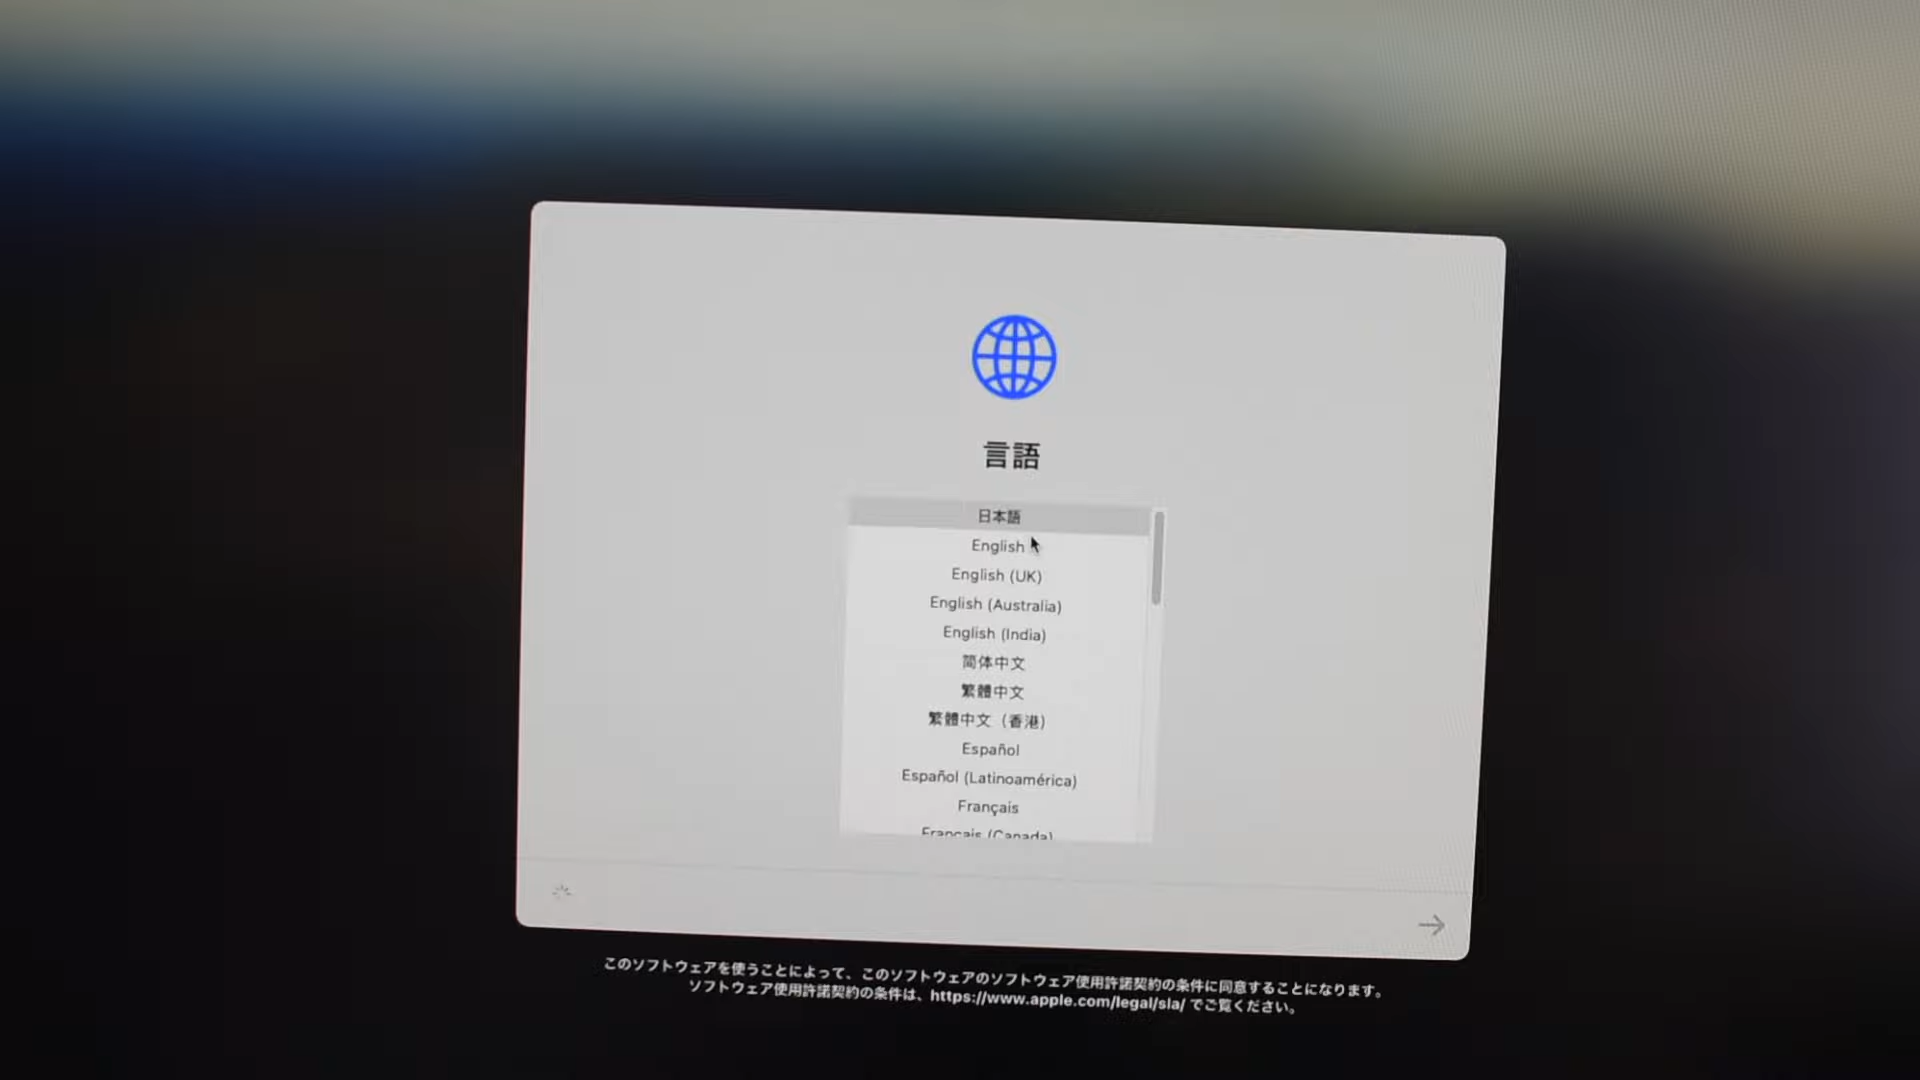 言語
日本語
English
English (UK)
English (Australia)
English (India)
简体中文
繁體中文
繁體中文（香港）
Español
Español (Latinoamérica)
Français
Français (Canada)
このソフトウェアを使うことによって、このソフトウェアのソフトウェア使用許諾契約の条件に同意することになります。
ソフトウェア使用許諾契約の条件は、https://www.apple.com/legal/sla/ でご覧ください。